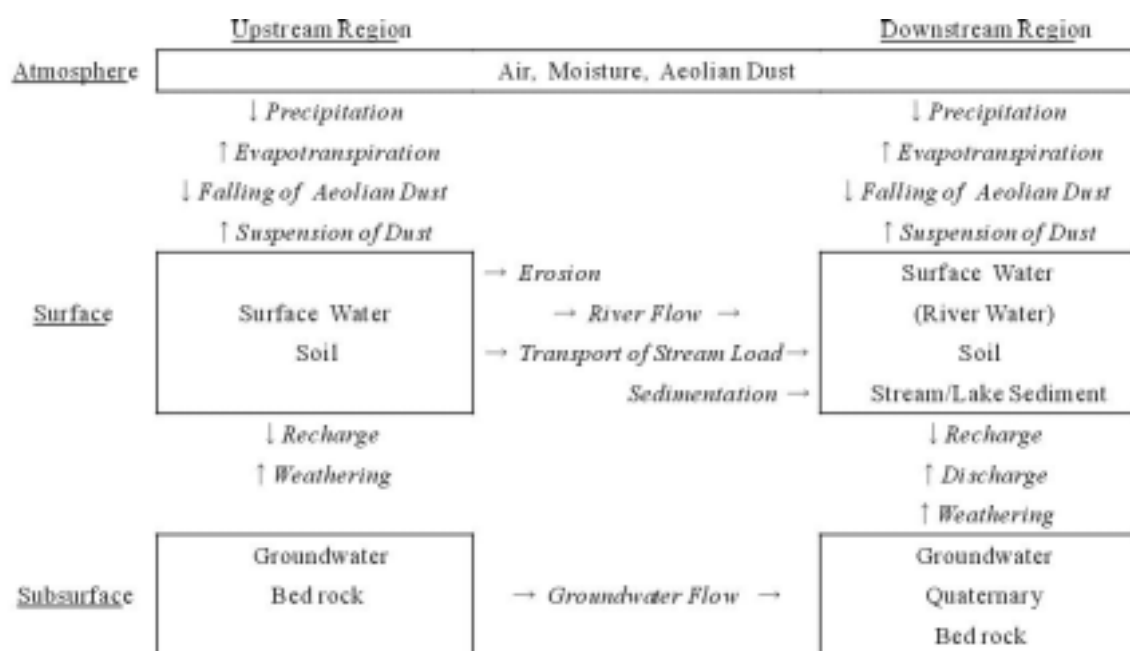 Upstream Region Downstream Region
Atmosphere Air, Moisture, Aeolian Dust
↓ Precipitation ↓ Precipitation
↑ Evapotranspiration ↑ Evapotranspiration
↓ Falling of Aeolian Dust ↓ Falling of Aeolian Dust
↑ Suspension of Dust ↑ Suspension of Dust
→ Erosion Surface Water
Surface Surface Water → River Flow → (River Water)
Soil → Transport of Stream Load→ Soil
Sedimentation → Stream/Lake Sediment
↓ Recharge ↓ Recharge
↑ Weathering ↑ Discharge
↑ Weathering
Groundwater Groundwater
Subsurface Bed rock → Groundwater Flow → Quaternary
Bed rock